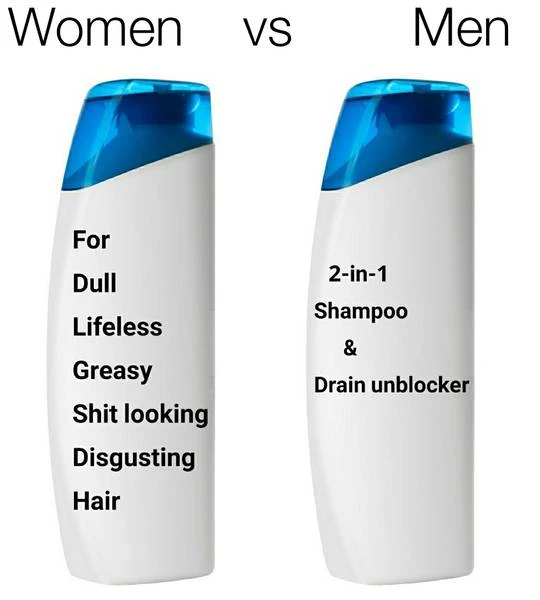 Women vs Men
For
Dull
Lifeless
Greasy
Shit looking
Disgusting
Hair
2-in-1
Shampoo
&
Drain unblocker